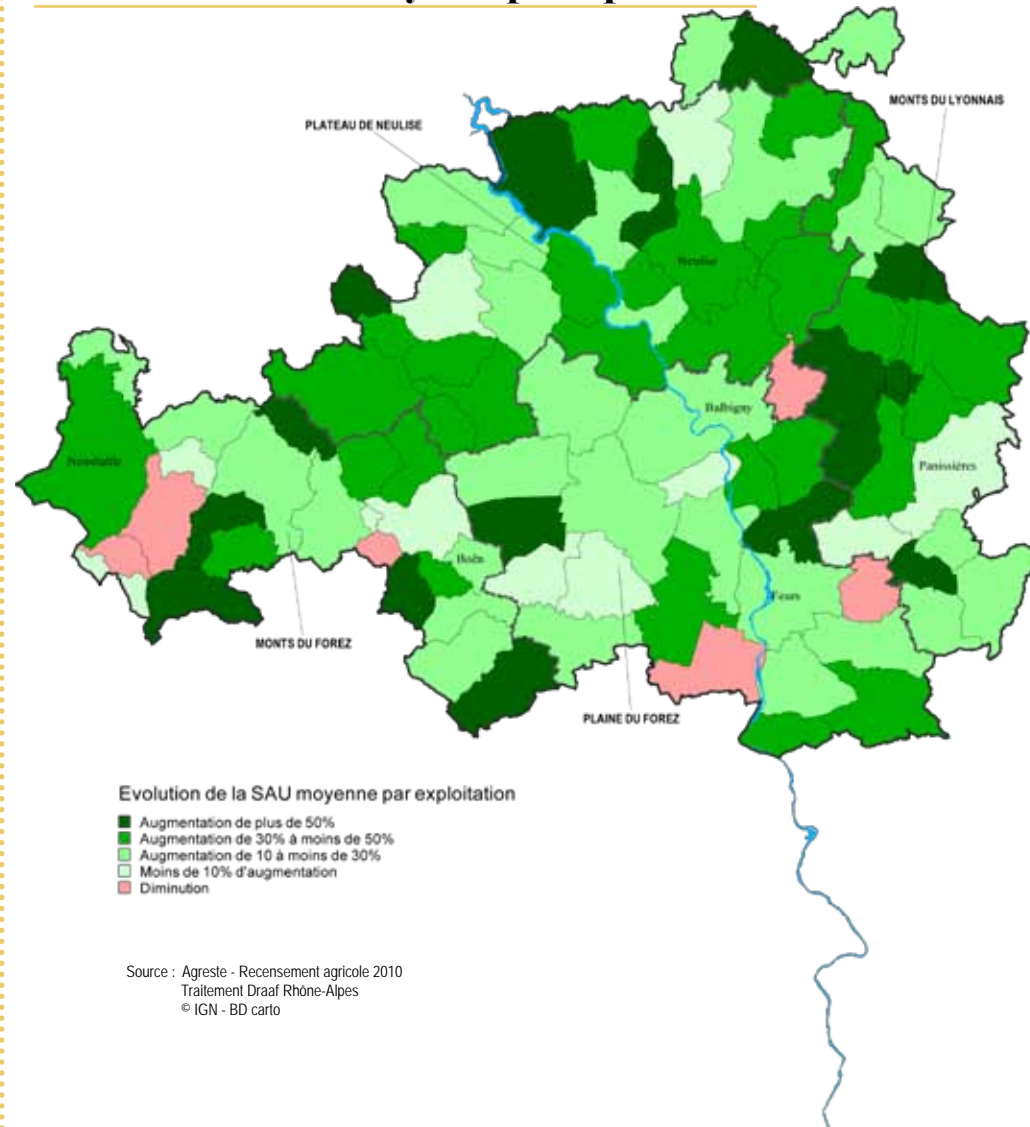 PLATEAU DE NEULISE
MONTS DU LYONNAIS
Neulise
Balbigny
Noirétable
Panissières
Boën
Feurs
MONTS DU FOREZ
PLAINE DU FOREZ
Evolution de la SAU moyenne par exploitation
Augmentation de plus de 50%
Augmentation de 30% à moins de 50%
Augmentation de 10 à moins de 30%
Moins de 10% d'augmentation
Diminution
Source : Agreste - Recensement agricole 2010
Traitement Draaf Rhône-Alpes
© IGN - BD carto